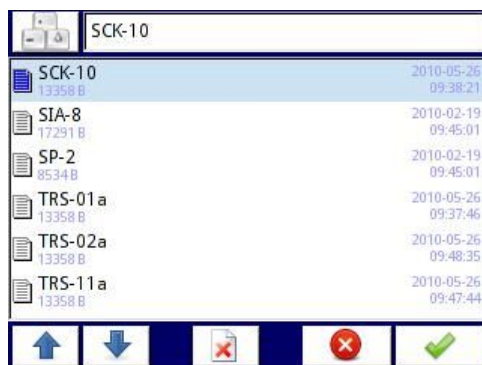 SCK-10
SCK-10 2010-05-26
13358 B 09:38:21
SIA-8 2010-02-19
17291 B 09:45:01
SP-2 2010-02-19
8534 B 09:45:01
TRS-01a 2010-05-26
13358 B 09:37:46
TRS-02a 2010-05-26
13358 B 09:48:35
TRS-11a 2010-05-26
13358 B 09:47:44